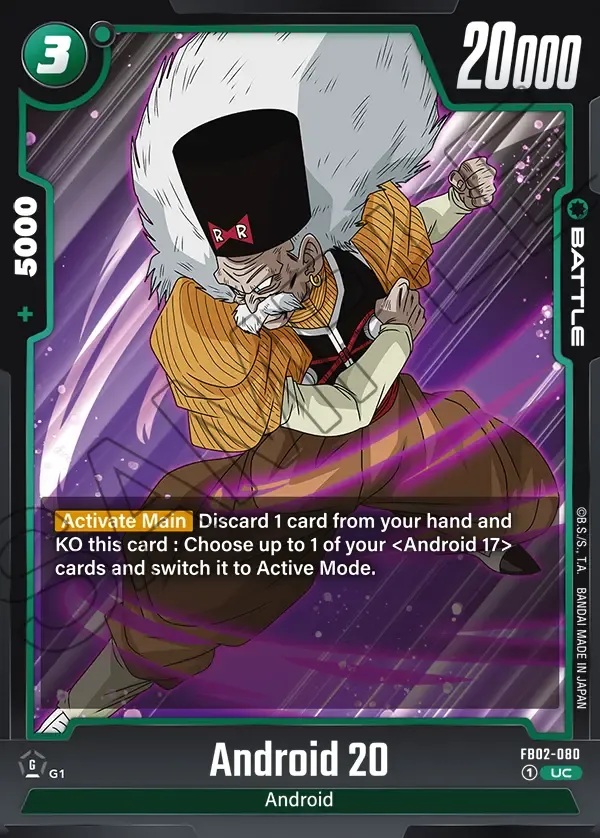 3
20000
+ 5000
BATTLE
R R
Activate Main Discard 1 card from your hand and
KO this card : Choose up to 1 of your <Android 17>
cards and switch it to Active Mode.
SAMPLE
©B.S./S., T.A. BANDAI MADE IN JAPAN
G G1
Android 20
FB02-080
1 UC
Android